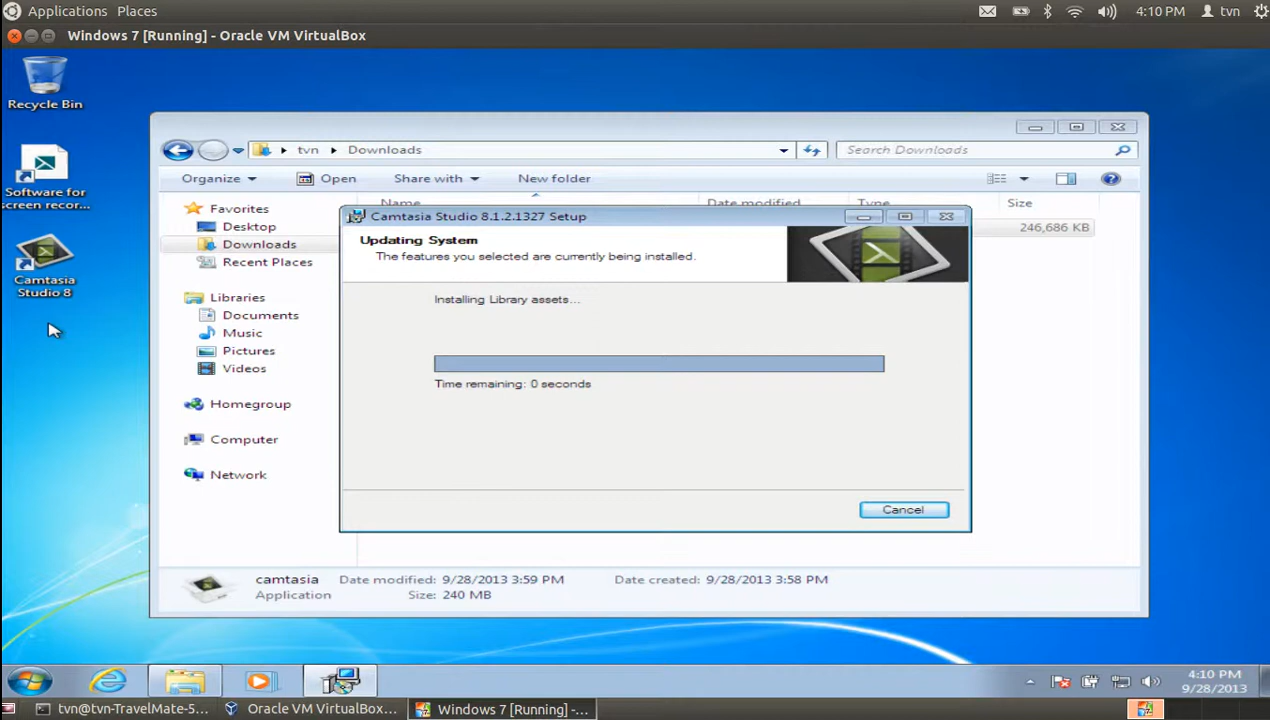 Applications Places 4:10 PM tvn
Windows 7 [Running] - Oracle VM VirtualBox
Recycle Bin
Software for
screen recor...
Camtasia
Studio 8
tvn Downloads
Search Downloads
Organize Open Share with New folder
Name Date modified Type Size
246,686 KB
Favorites
Desktop
Downloads
Recent Places
Libraries
Documents
Music
Pictures
Videos
Homegroup
Computer
Network
Camtasia Studio 8.1.2.1327 Setup
Updating System
The features you selected are currently being installed.
Installing Library assets...
Time remaining: 0 seconds
Cancel
camtasia Date modified: 9/28/2013 3:59 PM Date created: 9/28/2013 3:58 PM
Application Size: 240 MB
4:10 PM
9/28/2013
tvn@tvn-TravelMate-5... Oracle VM VirtualBox... Windows 7 [Running] -...